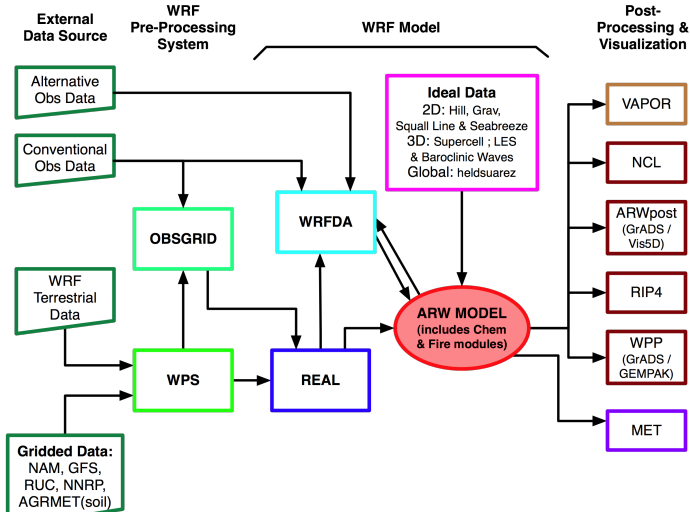 External
Data Source
WRF
Pre-Processing
System
WRF Model
Post-
Processing &
Visualization
Alternative
Obs Data
Conventional
Obs Data
WRF
Terrestrial
Data
Gridded Data:
NAM, GFS,
RUC, NNRP,
AGRMET(soil)
OBSGRID
WPS
WRFDA
REAL
Ideal Data
2D: Hill, Grav,
Squall Line & Seabreeze
3D: Supercell ; LES
& Baroclinic Waves
Global: heldsuarez
ARW MODEL
(includes Chem
& Fire modules)
VAPOR
NCL
ARWpost
(GrADS /
Vis5D)
RIP4
WPP
(GrADS /
GEMPAK)
MET